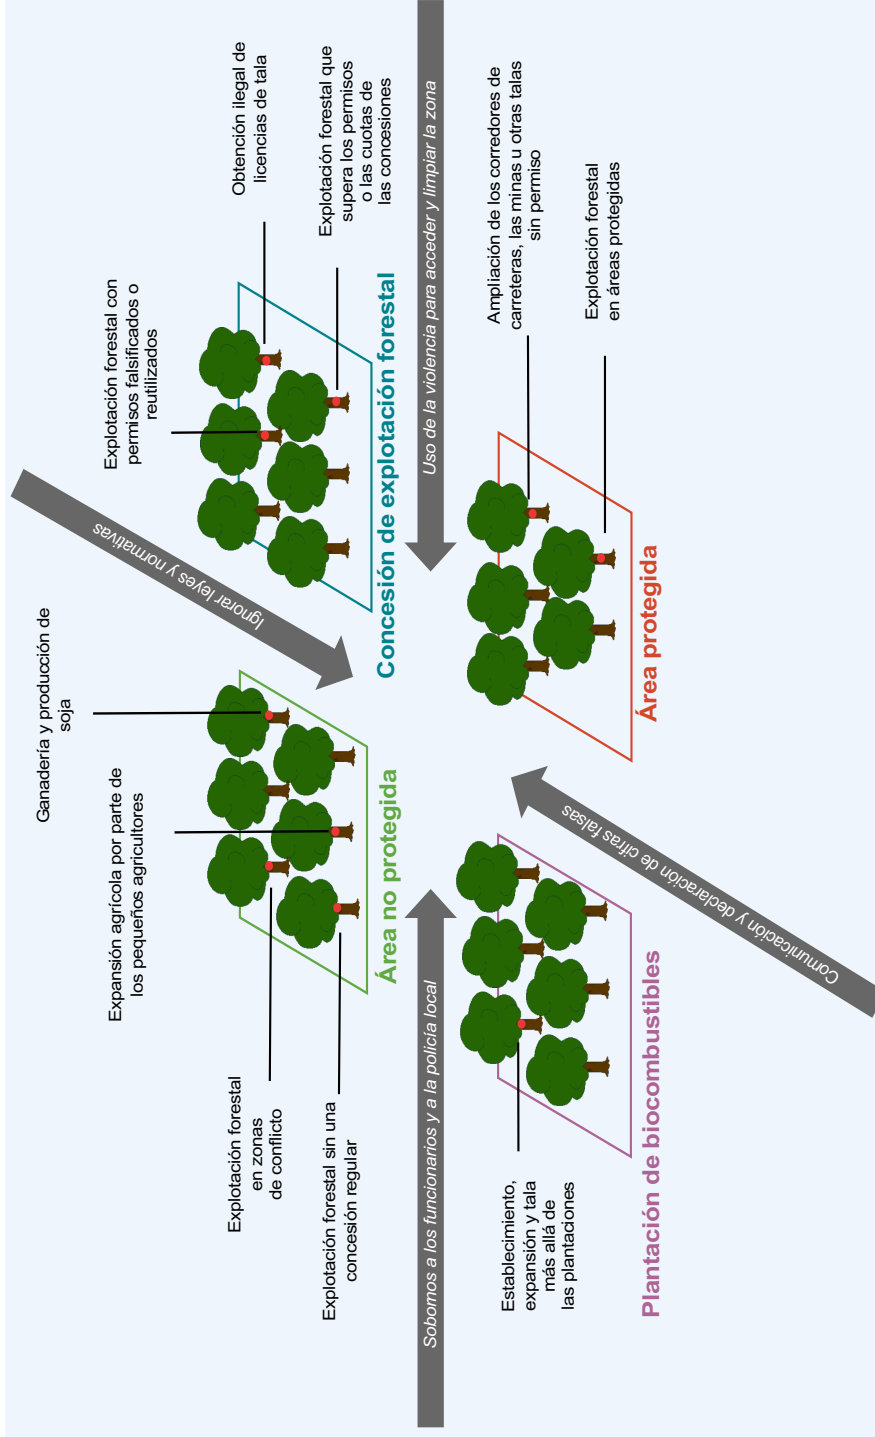 Ganadería y producción de
soja
Expansión agrícola por parte de
los pequeños agricultores
Explotación forestal
en zonas
de conflicto
Explotación forestal sin una
concesión regular
Área no protegida
Ignorar leyes y normativas
Explotación forestal con
permisos falsificados o
reutilizados
Obtención ilegal de
licencias de tala
Explotación forestal que
supera los permisos
o las cuotas de
las concesiones
Concesión de explotación forestal
Sobornos a los funcionarios y a la policía local
Uso de la violencia para acceder y limpiar la zona
Establecimiento,
expansión y tala
más allá de
las plantaciones
Plantación de biocombustibles
Comunicación y declaración de cifras falsas
Ampliación de los corredores de
carreteras, las minas u otras talas
sin permiso
Explotación forestal
en áreas protegidas
Área protegida